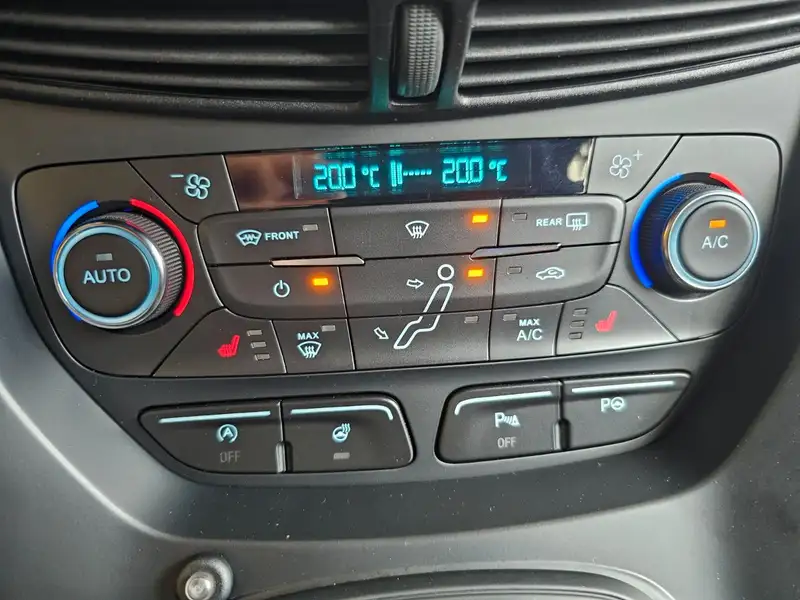 20.0 °C 20.0 °C
FRONT
REAR
AUTO
A/C
MAX
MAX
A/C
A
OFF
P
OFF
P